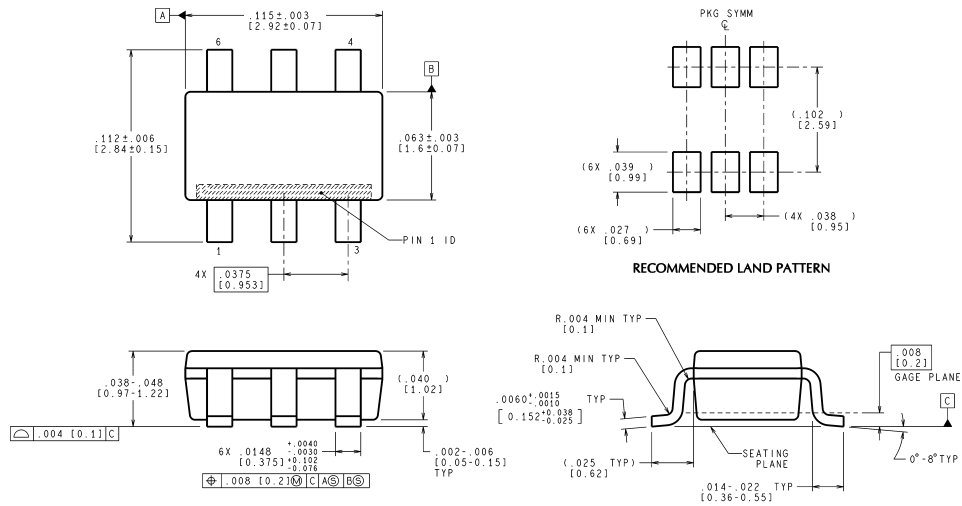 A
.115±.003
[2.92±0.07]
6
4
B
.112±.006
[2.84±0.15]
.063±.003
[1.6±0.07]
PIN 1 ID
1
3
4X .0375
[0.953]
PKG SYMM
℄
(.102 )
[2.59]
(6X .039 )
[0.99]
(6X .027 )
[0.69]
(4X .038 )
[0.95]
RECOMMENDED LAND PATTERN
.038-.048
[0.97-1.22]
(.040 )
[1.02]
⌓ .004 [0.1] C
6X .0148 +.0040 -.0030
[0.375] +0.102 -0.076
⌖ .008 [0.2]Ⓜ C AⓈ BⓈ
.002-.006
[0.05-0.15]
TYP
R.004 MIN TYP
[0.1]
R.004 MIN TYP
[0.1]
.0060 +.0015 -.0010 TYP
[0.152 +0.038 -0.025]
.008
[0.2]
GAGE PLANE
C
SEATING
PLANE
0°-8° TYP
(.025 TYP)
[0.62]
.014-.022 TYP
[0.36-0.55]